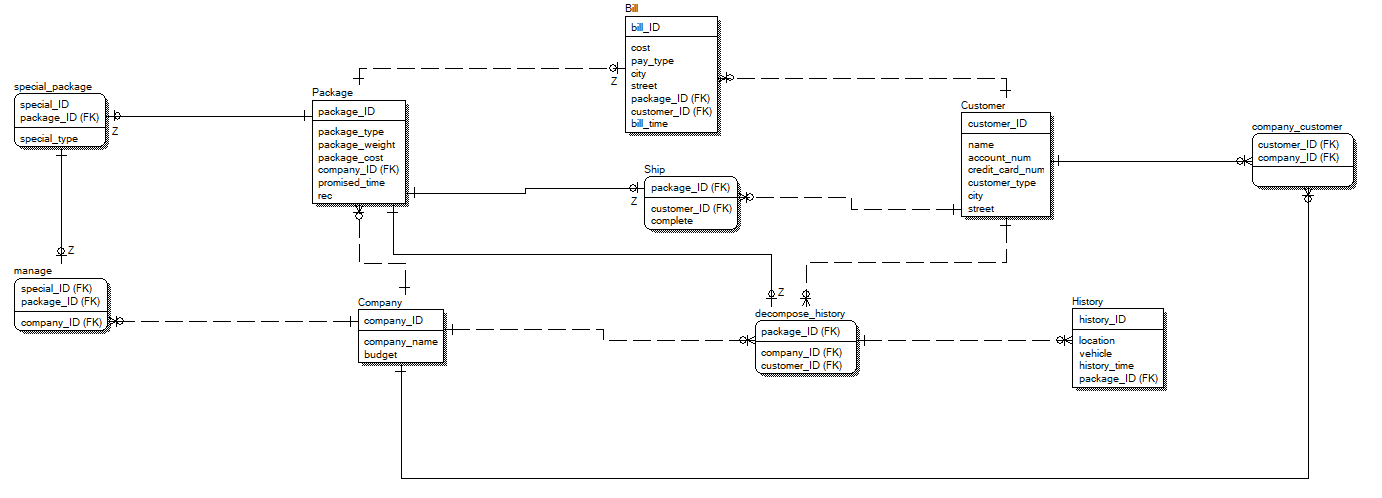 Bill
bill_ID
cost
pay_type
city
street
package_ID (FK)
customer_ID (FK)
bill_time
Z
special_package
special_ID
package_ID (FK)
special_type
Z
Package
package_ID
package_type
package_weight
package_cost
company_ID (FK)
promised_time
rec
Customer
customer_ID
name
account_num
credit_card_num
customer_type
city
street
company_customer
customer_ID (FK)
company_ID (FK)
Ship
package_ID (FK)
customer_ID (FK)
complete
Z
Z
manage
special_ID (FK)
package_ID (FK)
company_ID (FK)
Company
company_ID
company_name
budget
Z
decompose_history
package_ID (FK)
company_ID (FK)
customer_ID (FK)
History
history_ID
location
vehicle
history_time
package_ID (FK)